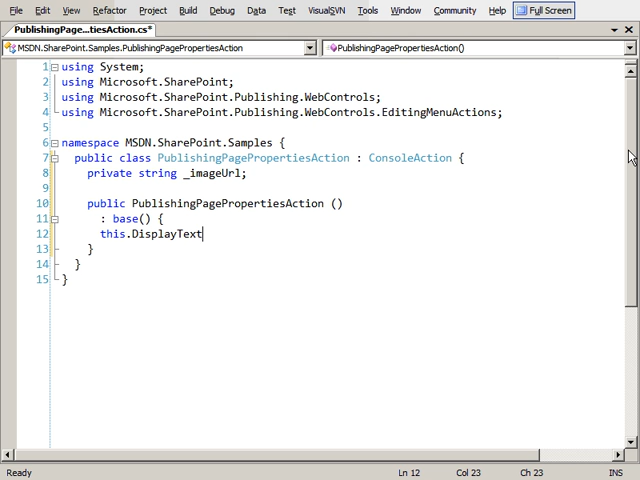 File Edit View Refactor Project Build Debug Data Test VisualSVN Tools Window Community Help Full Screen
PublishingPage...tiesAction.cs*
MSDN.SharePoint.Samples.PublishingPagePropertiesAction PublishingPagePropertiesAction()
1 using System;
2 using Microsoft.SharePoint;
3 using Microsoft.SharePoint.Publishing.WebControls;
4 using Microsoft.SharePoint.Publishing.WebControls.EditingMenuActions;
5
6 namespace MSDN.SharePoint.Samples {
7 public class PublishingPagePropertiesAction : ConsoleAction {
8 private string _imageUrl;
9
10 public PublishingPagePropertiesAction ()
11 : base() {
12 this.DisplayText
13 }
14 }
15 }
Ready Ln 12 Col 23 Ch 23 INS